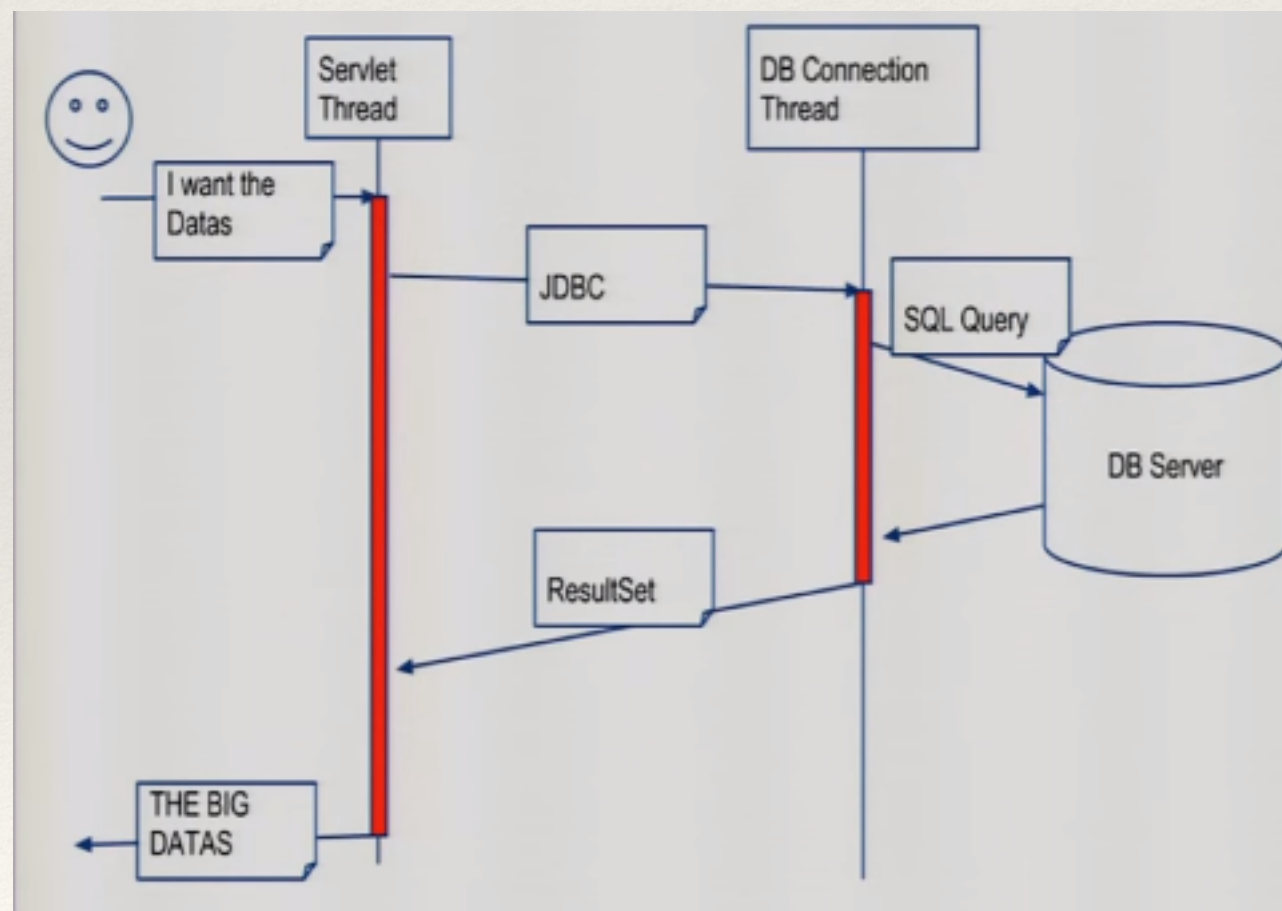 Servlet
Thread
DB Connection
Thread
I want the
Datas
JDBC
SQL Query
DB Server
ResultSet
THE BIG
DATAS